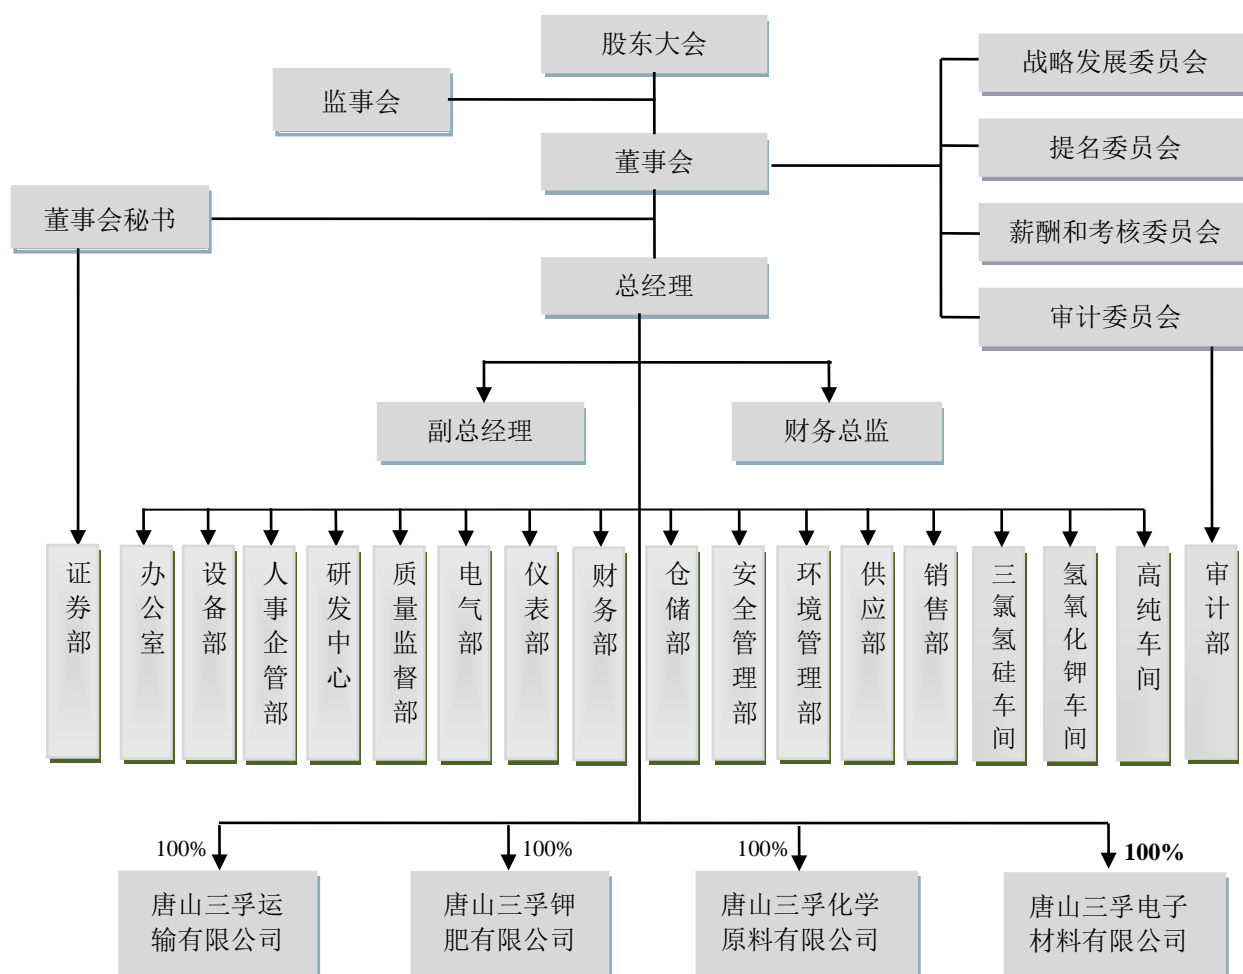 股东大会
战略发展委员会
监事会
提名委员会
董事会
董事会秘书
薪酬和考核委员会
总经理
审计委员会
副总经理
财务总监
证券部
办公室
设备部
人事企管部
研发中心
质量监督部
电气部
仪表部
财务部
仓储部
安全管理部
环境管理部
供应部
销售部
三氯氢硅车间
氢氧化钾车间
高纯车间
审计部
100%
100%
100%
100%
唐山三孚运
输有限公司
唐山三孚钾
肥有限公司
唐山三孚化学
原料有限公司
唐山三孚电子
材料有限公司